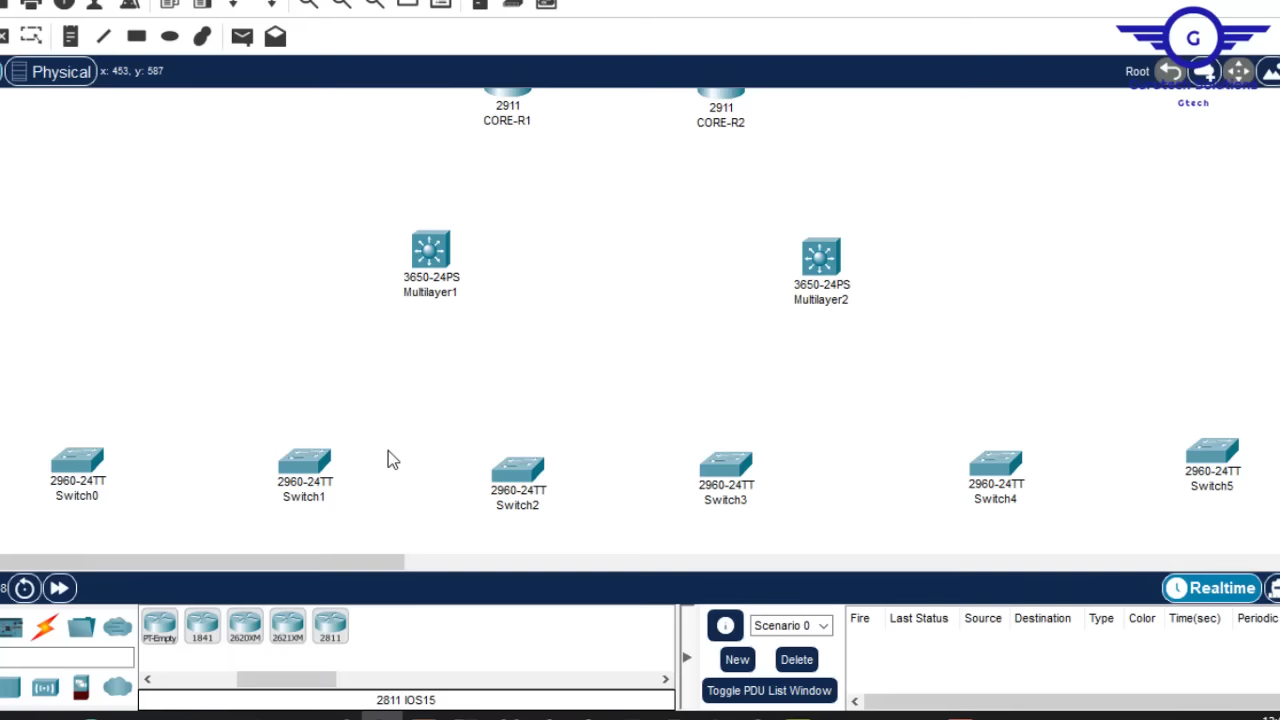 G
Physical x: 453, y: 587
Root
Gtech
2911
CORE-R1
2911
CORE-R2
3650-24PS
Multilayer1
3650-24PS
Multilayer2
2960-24TT
Switch0
2960-24TT
Switch1
2960-24TT
Switch2
2960-24TT
Switch3
2960-24TT
Switch4
2960-24TT
Switch5
Realtime
PT-Empty 1841 2620XM 2621XM 2811
2811 IOS15
Scenario 0
New Delete
Toggle PDU List Window
Fire Last Status Source Destination Type Color Time(sec) Periodic